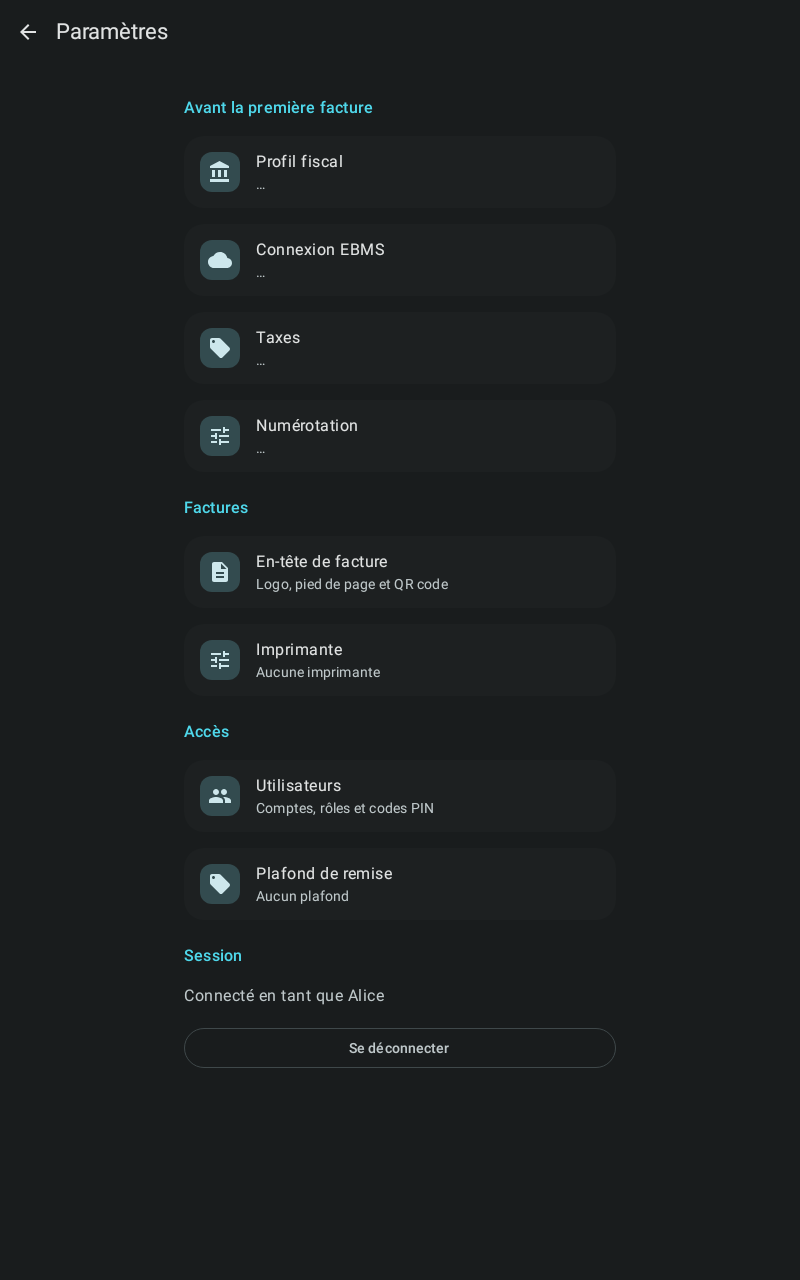 Paramètres
Avant la première facture
Profil fiscal
…
Connexion EBMS
…
Taxes
…
Numérotation
…
Factures
En-tête de facture
Logo, pied de page et QR code
Imprimante
Aucune imprimante
Accès
Utilisateurs
Comptes, rôles et codes PIN
Plafond de remise
Aucun plafond
Session
Connecté en tant que Alice
Se déconnecter